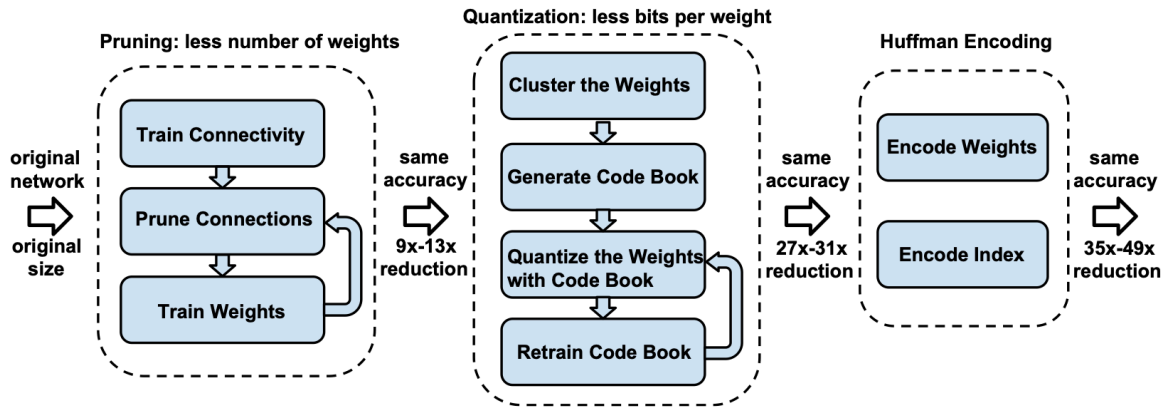 Pruning: less number of weights
original
network
original
size
Train Connectivity
Prune Connections
Train Weights
same
accuracy
9x-13x
reduction
Quantization: less bits per weight
Cluster the Weights
Generate Code Book
Quantize the Weights
with Code Book
Retrain Code Book
same
accuracy
27x-31x
reduction
Huffman Encoding
Encode Weights
Encode Index
same
accuracy
35x-49x
reduction